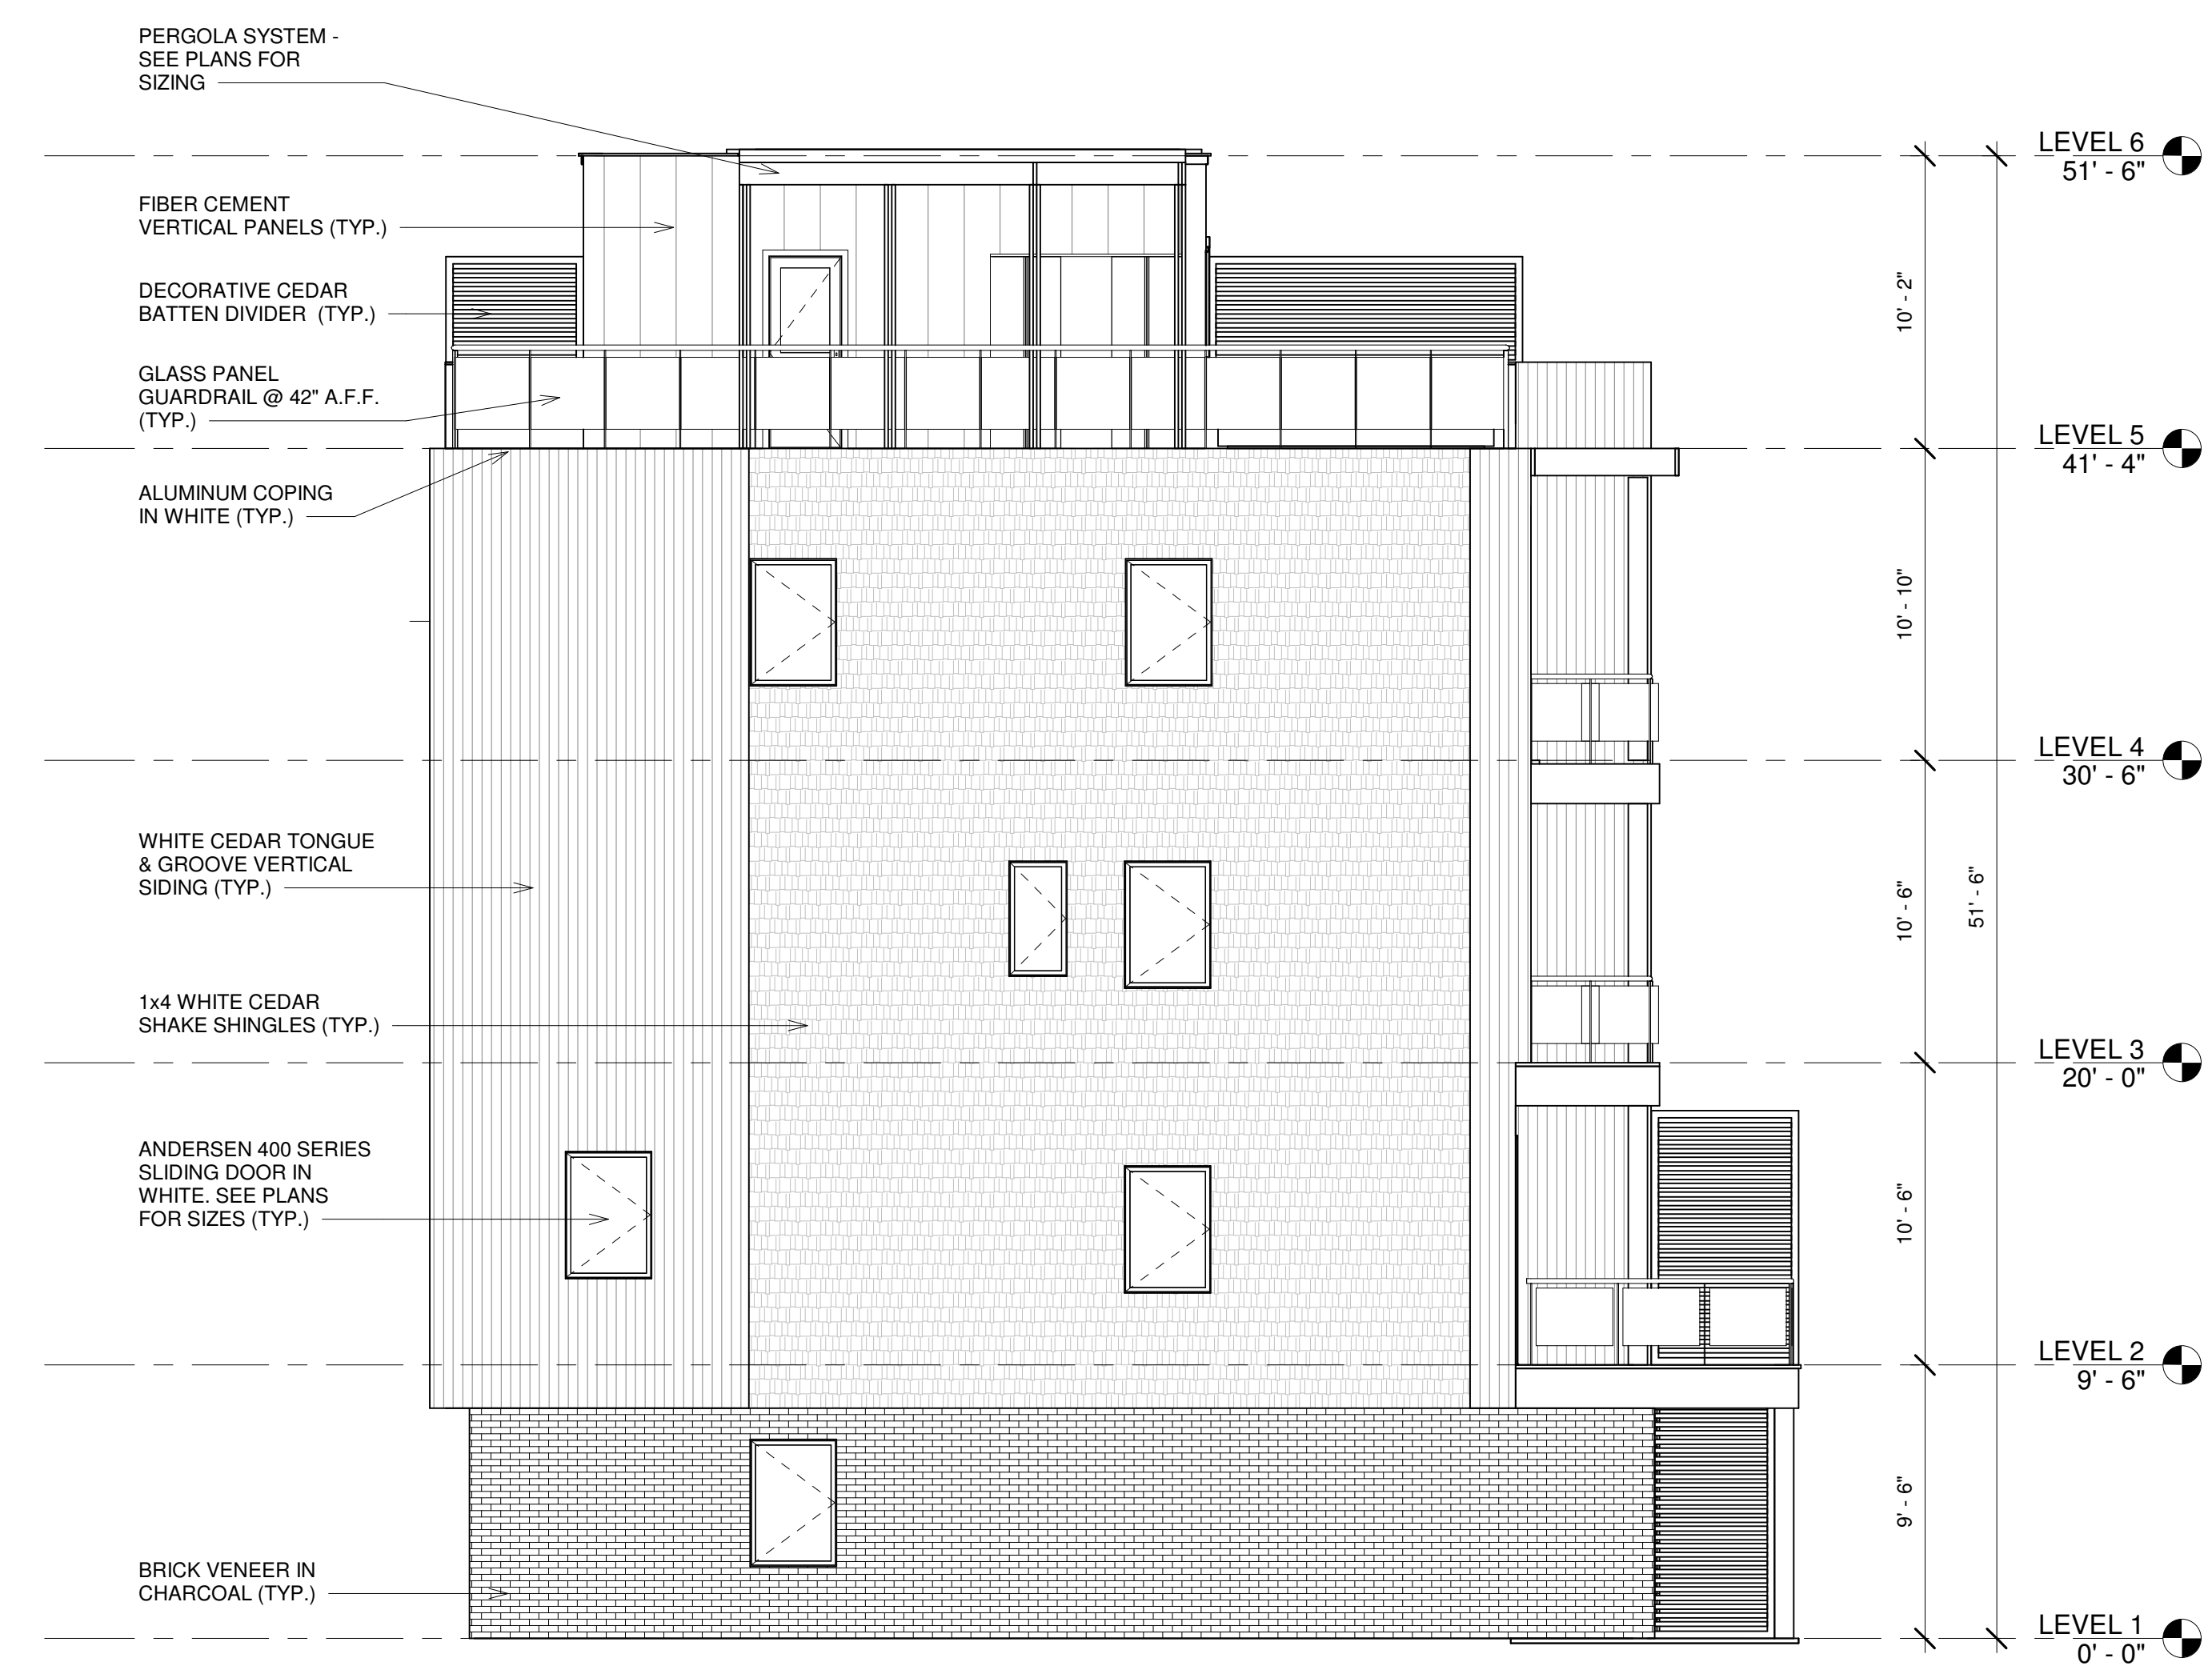 PERGOLA SYSTEM -
SEE PLANS FOR
SIZING
FIBER CEMENT
VERTICAL PANELS (TYP.)
DECORATIVE CEDAR
BATTEN DIVIDER (TYP.)
GLASS PANEL
GUARDRAIL @ 42" A.F.F.
(TYP.)
ALUMINUM COPING
IN WHITE (TYP.)
WHITE CEDAR TONGUE
& GROOVE VERTICAL
SIDING (TYP.)
1x4 WHITE CEDAR
SHAKE SHINGLES (TYP.)
ANDERSEN 400 SERIES
SLIDING DOOR IN
WHITE. SEE PLANS
FOR SIZES (TYP.)
BRICK VENEER IN
CHARCOAL (TYP.)
10' - 2"
10' - 10"
10' - 6"
10' - 6"
9' - 6"
51' - 6"
LEVEL 6
51' - 6"
LEVEL 5
41' - 4"
LEVEL 4
30' - 6"
LEVEL 3
20' - 0"
LEVEL 2
9' - 6"
LEVEL 1
0' - 0"